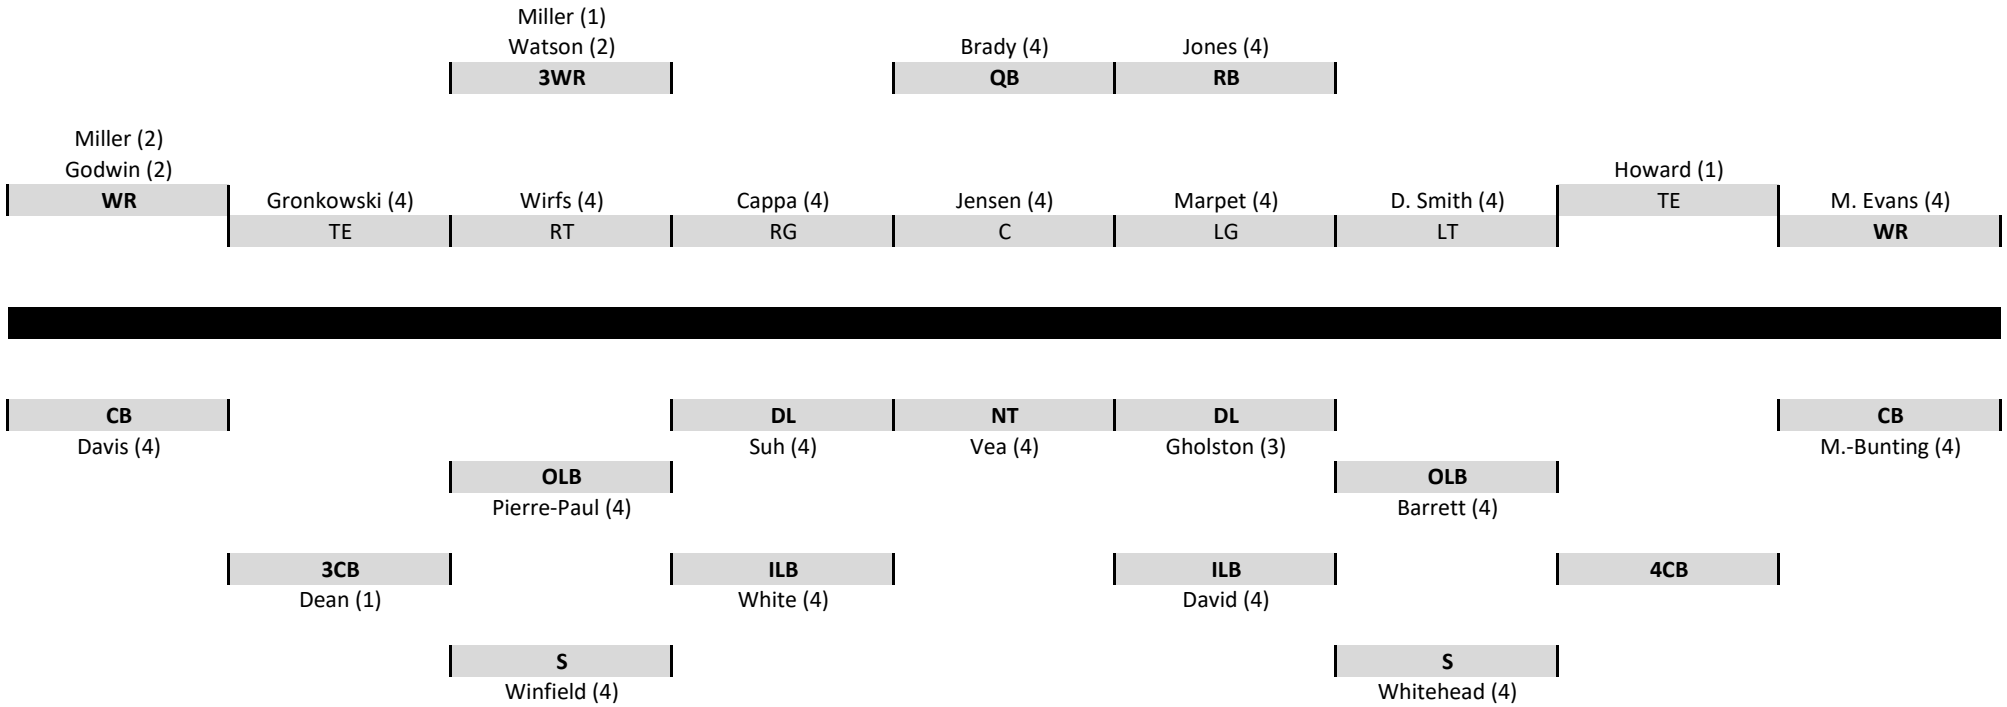 Miller (1)
Watson (2) Brady (4) Jones (4)
3WR QB RB
Miller (2)
Godwin (2) Howard (1)
WR Gronkowski (4) Wirfs (4) Cappa (4) Jensen (4) Marpet (4) D. Smith (4) TE M. Evans (4)
TE RT RG C LG LT WR
CB DL NT DL CB
Davis (4) Suh (4) Vea (4) Gholston (3) M.-Bunting (4)
OLB OLB
Pierre-Paul (4) Barrett (4)
3CB ILB ILB 4CB
Dean (1) White (4) David (4)
S S
Winfield (4) Whitehead (4)